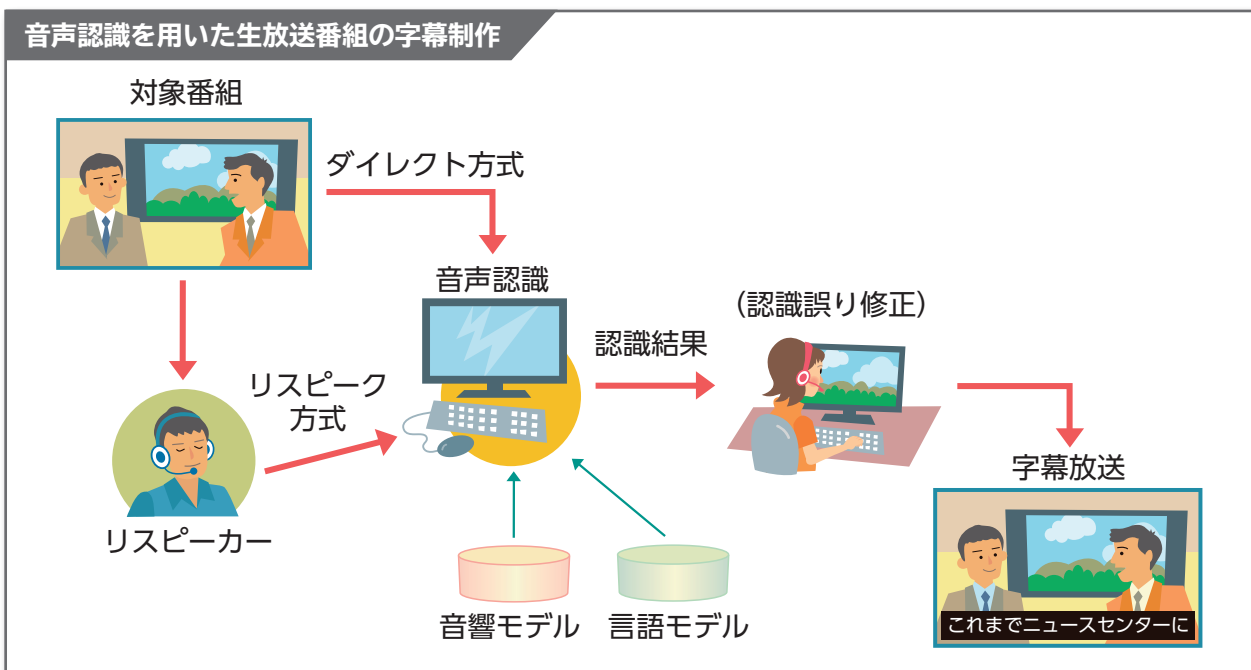 音声認識を用いた生放送番組の字幕制作
対象番組
ダイレクト方式
音声認識
（認識誤り修正）
認識結果
リスピーク
方式
字幕放送
リスピーカー
音響モデル
言語モデル
これまでニュースセンターに